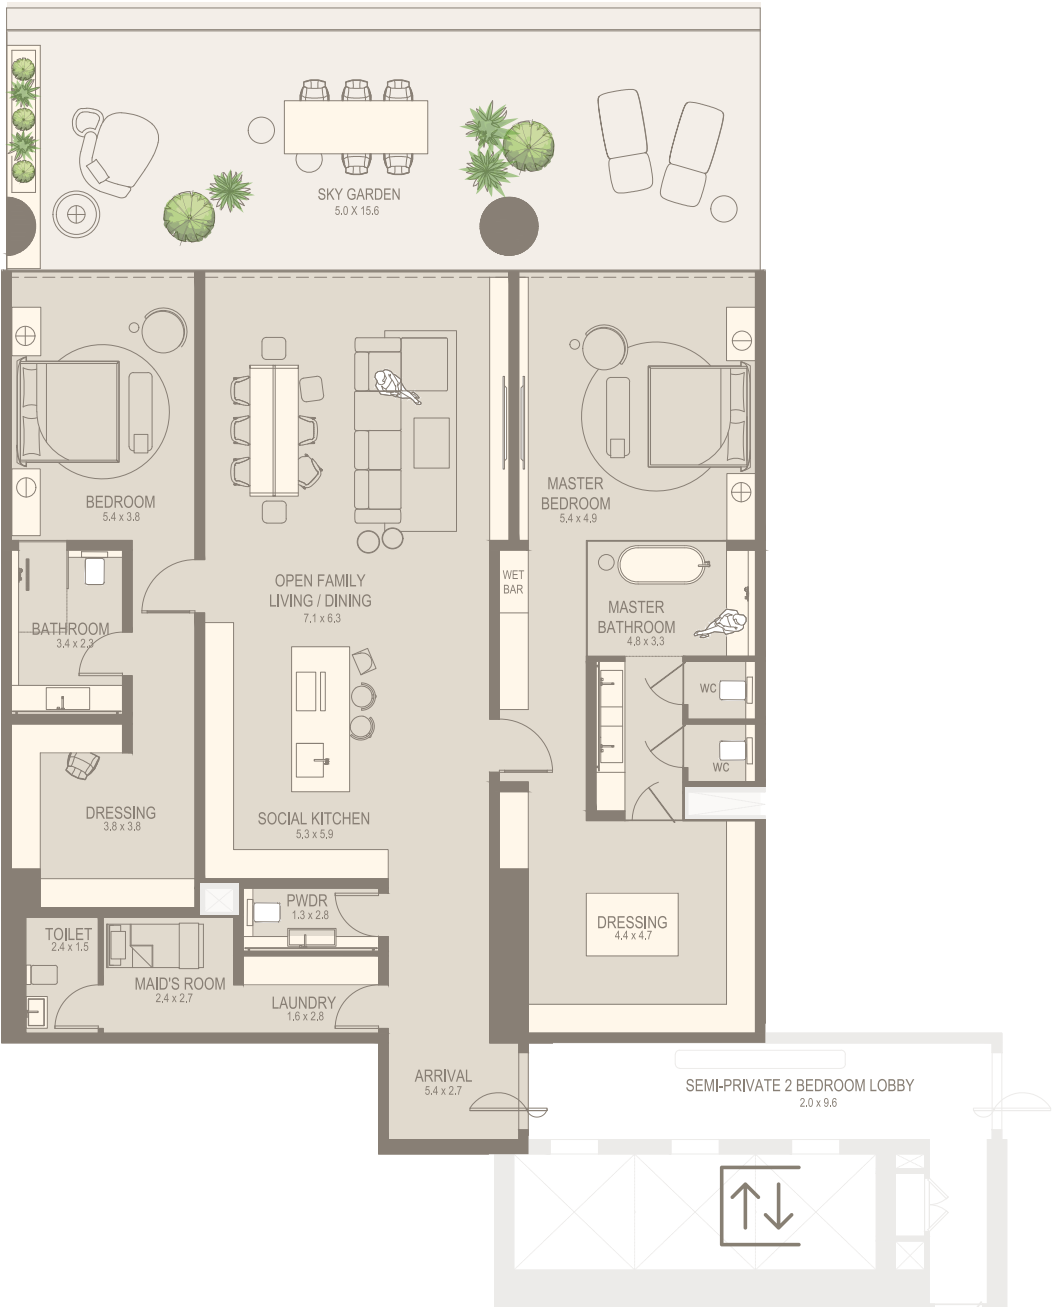 SKY GARDEN
5.0 X 15.6
BEDROOM
5.4 x 3.8
MASTER
BEDROOM
5.4 x 4.9
OPEN FAMILY
LIVING / DINING
7.1 x 6.3
WET
BAR
MASTER
BATHROOM
4.8 x 3.3
BATHROOM
3.4 x 2.3
WC
WC
DRESSING
3.8 x 3.8
SOCIAL KITCHEN
5.3 x 5.9
PWDR
1.3 x 2.8
DRESSING
4.4 x 4.7
TOILET
2.4 x 1.5
MAID'S ROOM
2.4 x 2.7
LAUNDRY
1.6 x 2.8
ARRIVAL
5.4 x 2.7
SEMI-PRIVATE 2 BEDROOM LOBBY
2.0 x 9.6